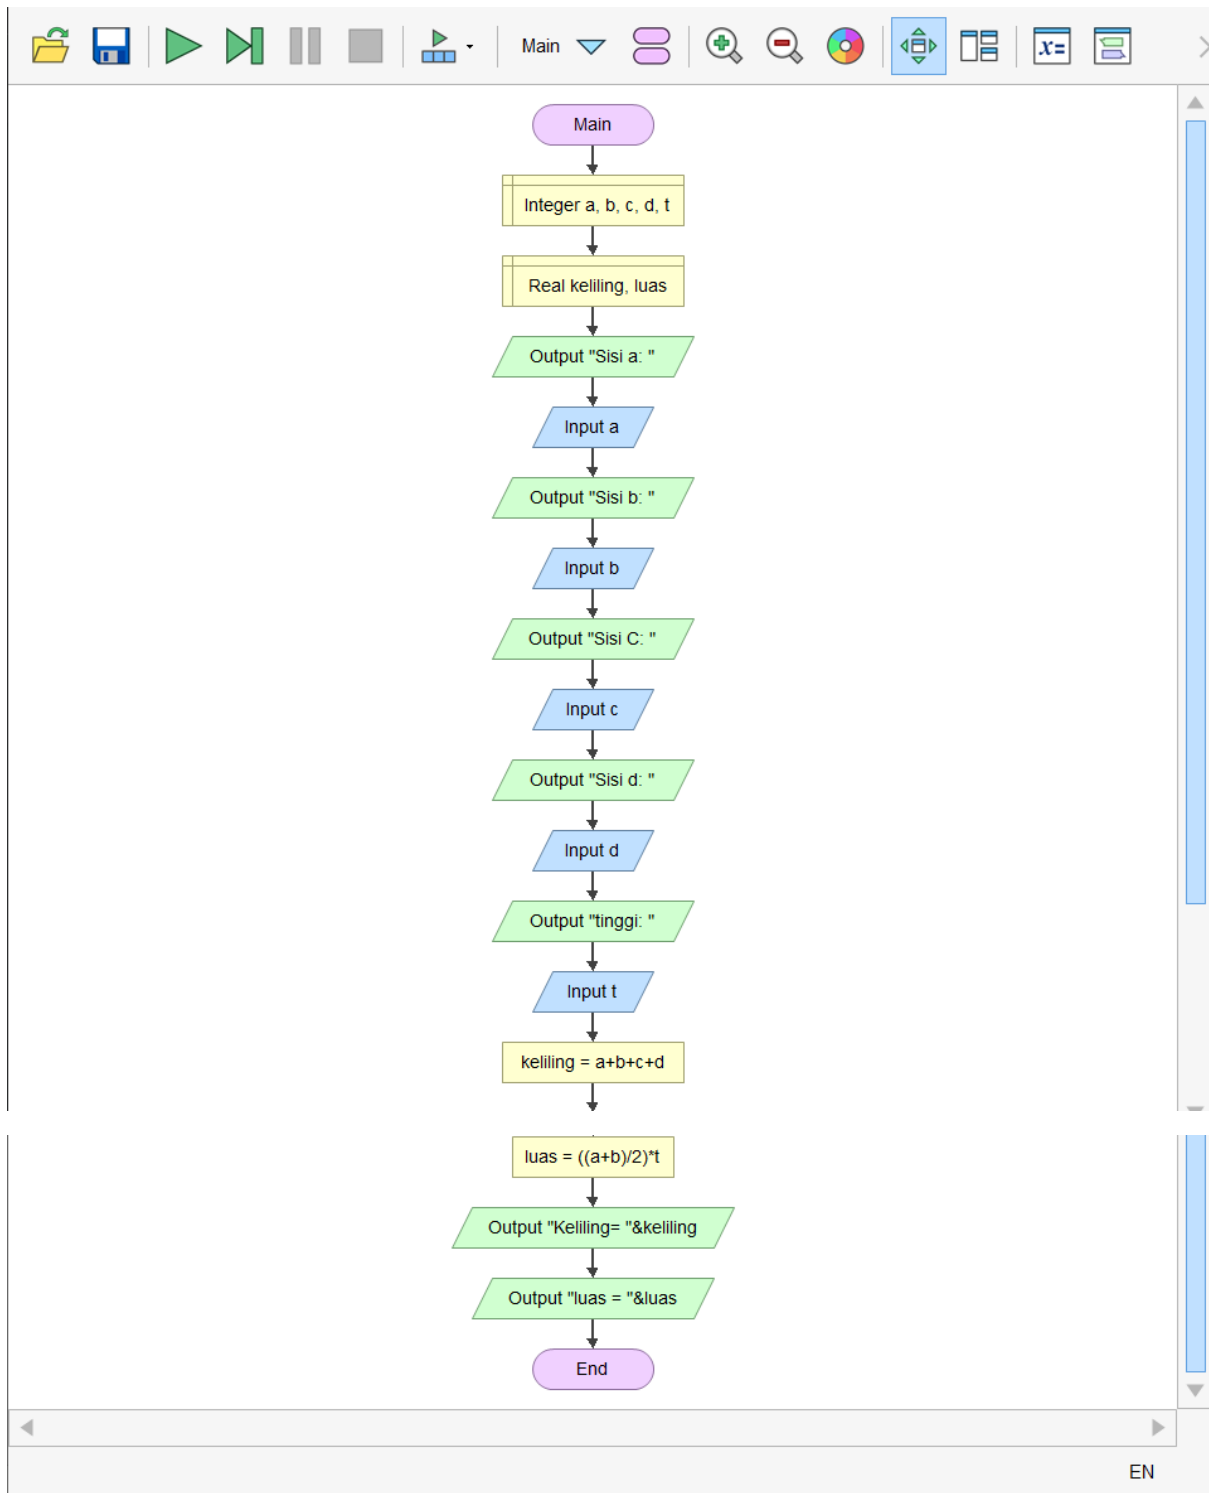 Main
x=
Main
Integer a, b, c, d, t
Real keliling, luas
Output "Sisi a: "
Input a
Output "Sisi b: "
Input b
Output "Sisi C: "
Input c
Output "Sisi d: "
Input d
Output "tinggi: "
Input t
keliling = a+b+c+d
luas = ((a+b)/2)*t
Output "Keliling= "&keliling
Output "luas = "&luas
End
EN